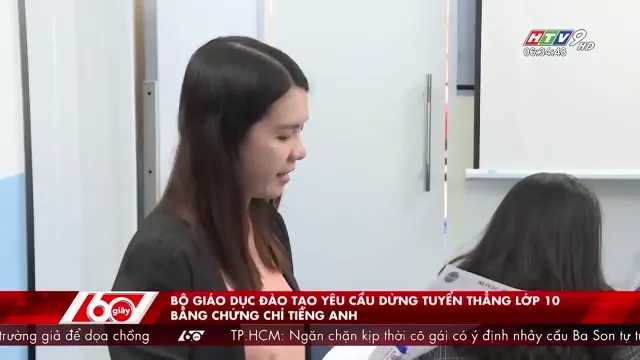 HTV9 HD
06:34:48
60 giây
BỘ GIÁO DỤC ĐÀO TẠO YÊU CẦU DỪNG TUYỂN THẲNG LỚP 10
BẰNG CHỨNG CHỈ TIẾNG ANH
trường giả để dọa chồng TP.HCM: Ngăn chặn kịp thời cô gái có ý định nhảy cầu Ba Son tự t